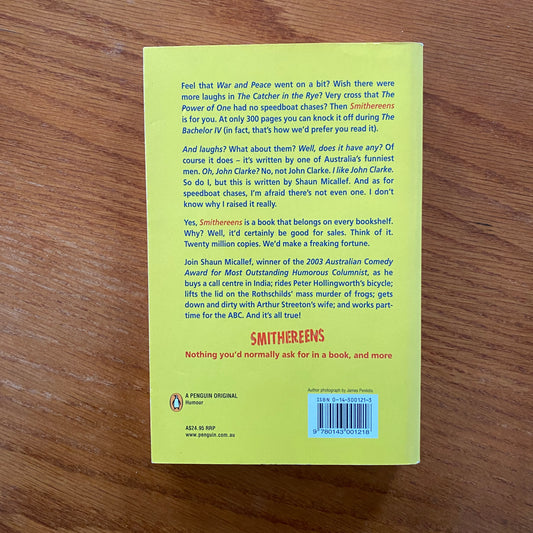 Feel that War and Peace went on a bit? Wish there were
more laughs in The Catcher in the Rye? Very cross that The
Power of One had no speedboat chases? Then Smithereens
is for you. At only 300 pages you can knock it off during The
Bachelor IV (in fact, that's how we'd prefer you read it).
And laughs? What about them? Well, does it have any? Of
course it does – it's written by one of Australia's funniest
men. Oh, John Clarke? No, not John Clarke. I like John Clarke.
So do I, but this is written by Shaun Micallef. And as for
speedboat chases, I'm afraid there's not even one. I don't
know why I raised it really.
Yes, Smithereens is a book that belongs on every bookshelf.
Why? Well, it'd certainly be good for sales. Think of it.
Twenty million copies. We'd make a freaking fortune.
Join Shaun Micallef, winner of the 2003 Australian Comedy
Award for Most Outstanding Humorous Columnist, as he
buys a call centre in India; rides Peter Hollingworth's bicycle;
lifts the lid on the Rothschilds' mass murder of frogs; gets
down and dirty with Arthur Streeton's wife; and works part-
time for the ABC. And it's all true!
SMITHEREENS
Nothing you'd normally ask for in a book, and more
Author photograph by James Penlidis
A PENGUIN ORIGINAL
Humour
ISBN 0-14-300121-3
9 780143 001218
A$24.95 RRP
www.penguin.com.au